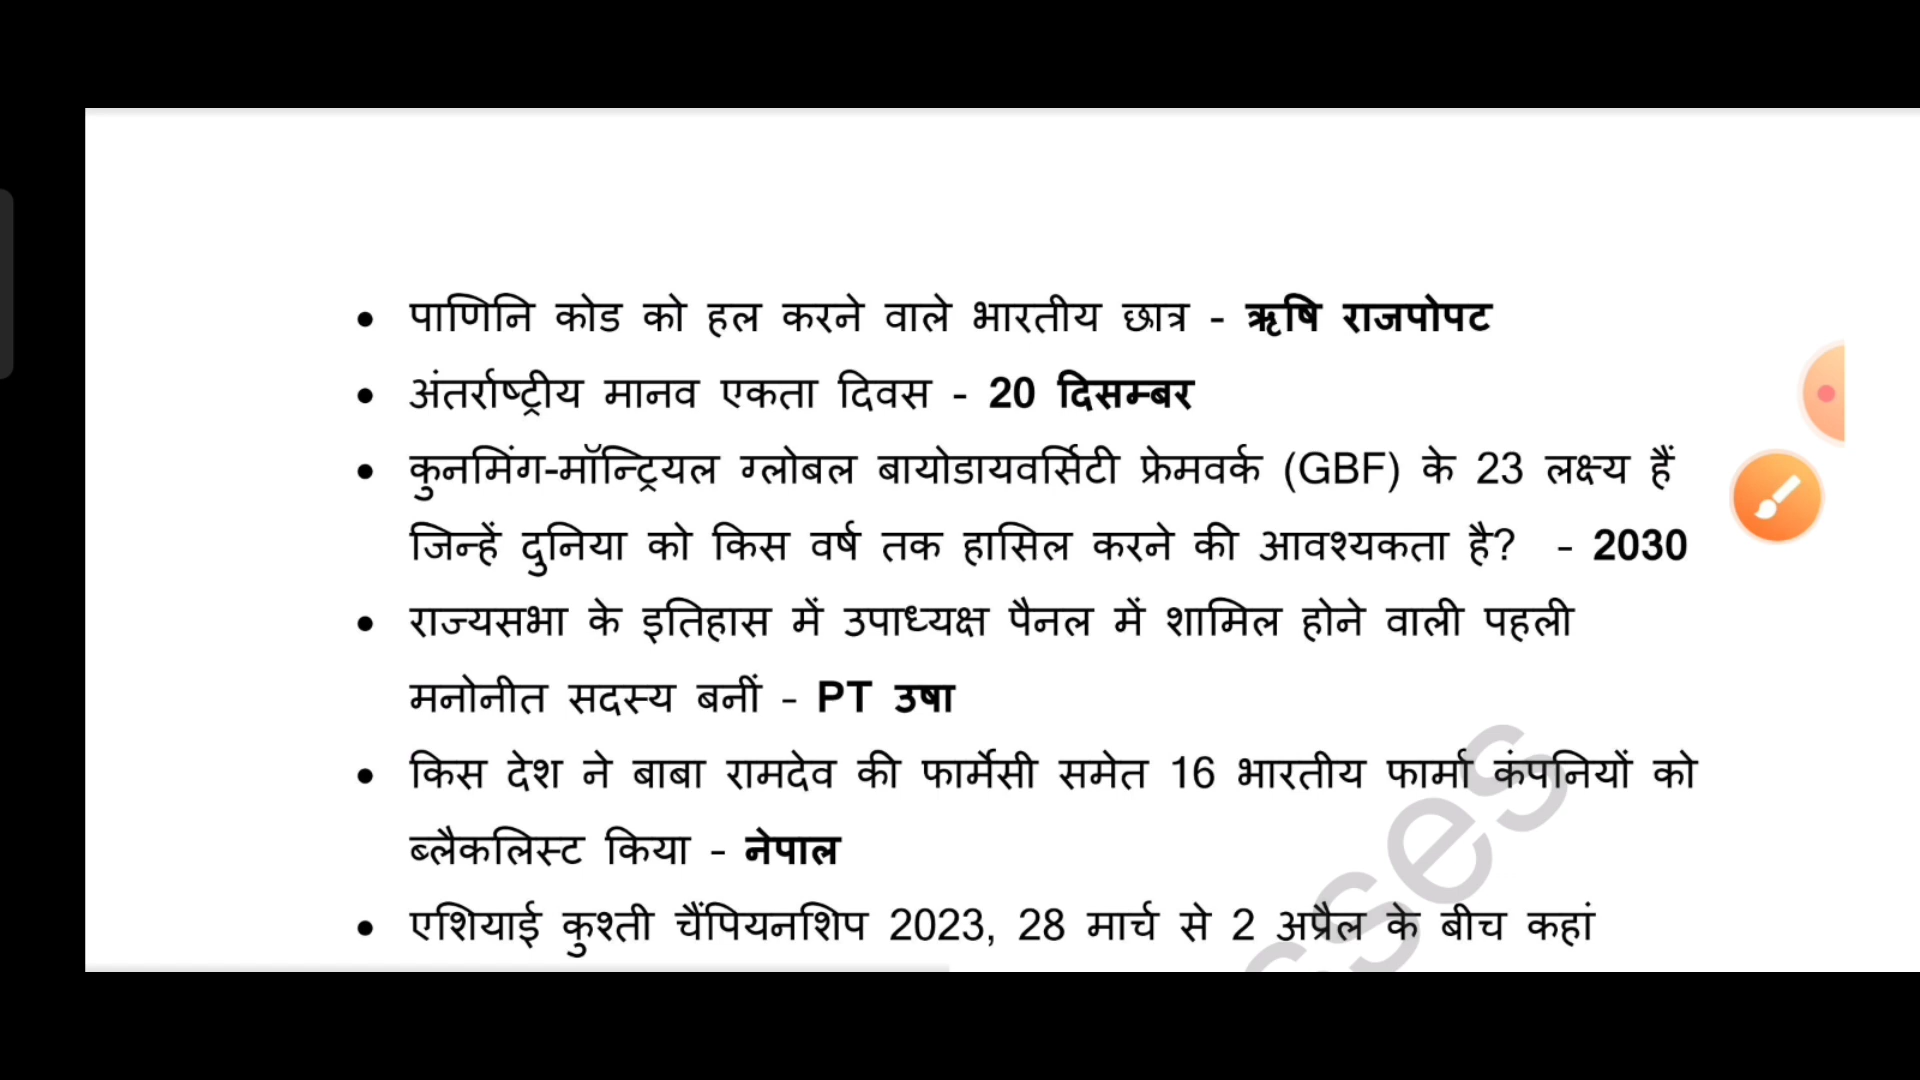 • पाणिनि कोड को हल करने वाले भारतीय छात्र - ऋषि राजपोपट
• अंतर्राष्ट्रीय मानव एकता दिवस - 20 दिसम्बर
• कुनमिंग-मॉन्ट्रियल ग्लोबल बायोडायवर्सिटी फ्रेमवर्क (GBF) के 23 लक्ष्य हैं
जिन्हें दुनिया को किस वर्ष तक हासिल करने की आवश्यकता है? - 2030
• राज्यसभा के इतिहास में उपाध्यक्ष पैनल में शामिल होने वाली पहली
मनोनीत सदस्य बनीं - PT उषा
• किस देश ने बाबा रामदेव की फार्मेसी समेत 16 भारतीय फार्मा कंपनियों को
ब्लैकलिस्ट किया - नेपाल
• एशियाई कुश्ती चैंपियनशिप 2023, 28 मार्च से 2 अप्रैल के बीच कहां